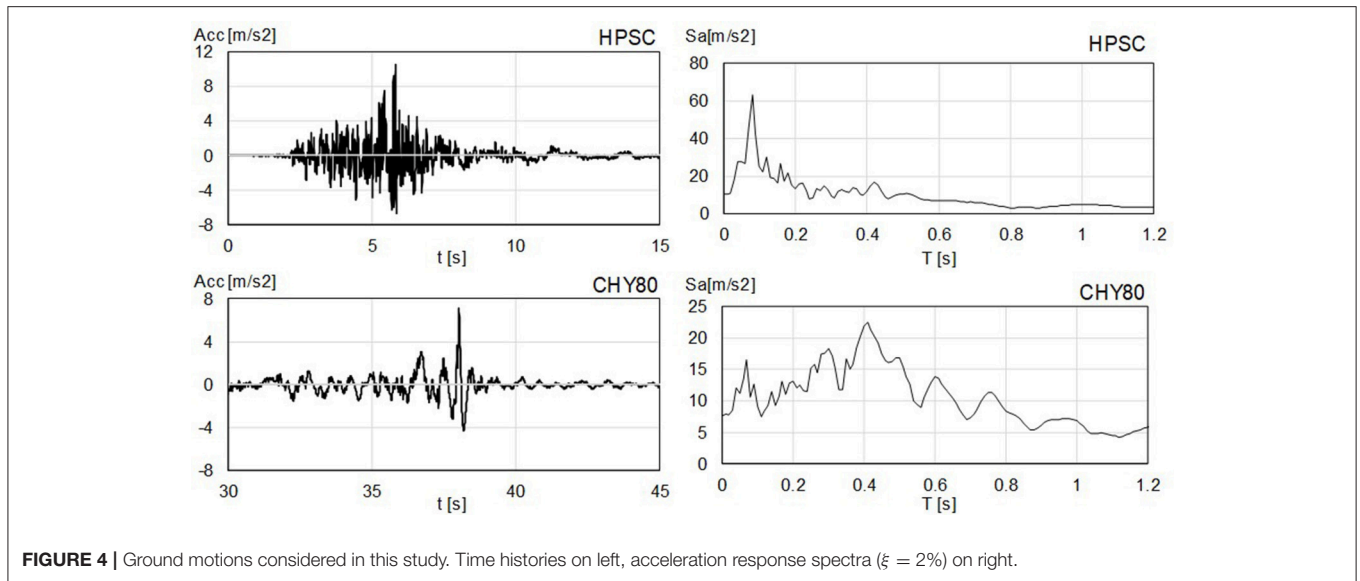 Acc [m/s2]
HPSC
12
8
4
0
-4
-8
0 5 10 15
t [s]
Sa[m/s2]
HPSC
80
60
40
20
0
0 0.2 0.4 0.6 0.8 1 1.2
T [s]
Acc [m/s2]
CHY80
8
4
0
-4
-8
30 35 40 45
t [s]
Sa[m/s2]
CHY80
25
20
15
10
5
0
0 0.2 0.4 0.6 0.8 1 1.2
T [s]
FIGURE 4 | Ground motions considered in this study. Time histories on left, acceleration response spectra (ξ = 2%) on right.